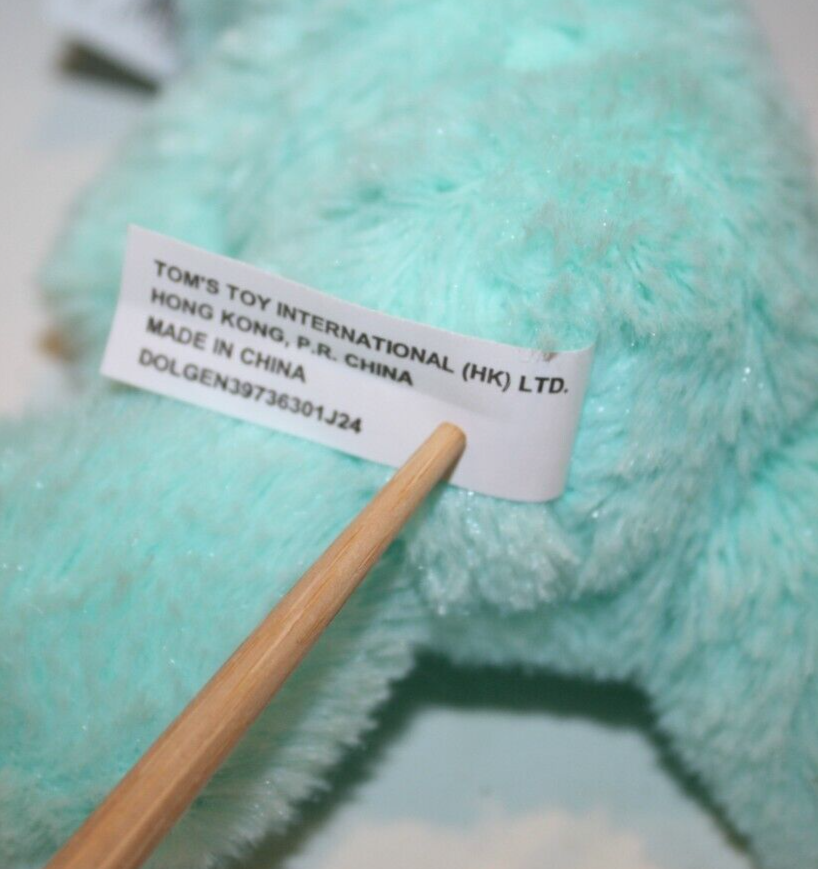 TOM'S TOY INTERNATIONAL (HK) LTD.
HONG KONG, P.R. CHINA
MADE IN CHINA
DOLGEN39736301J24